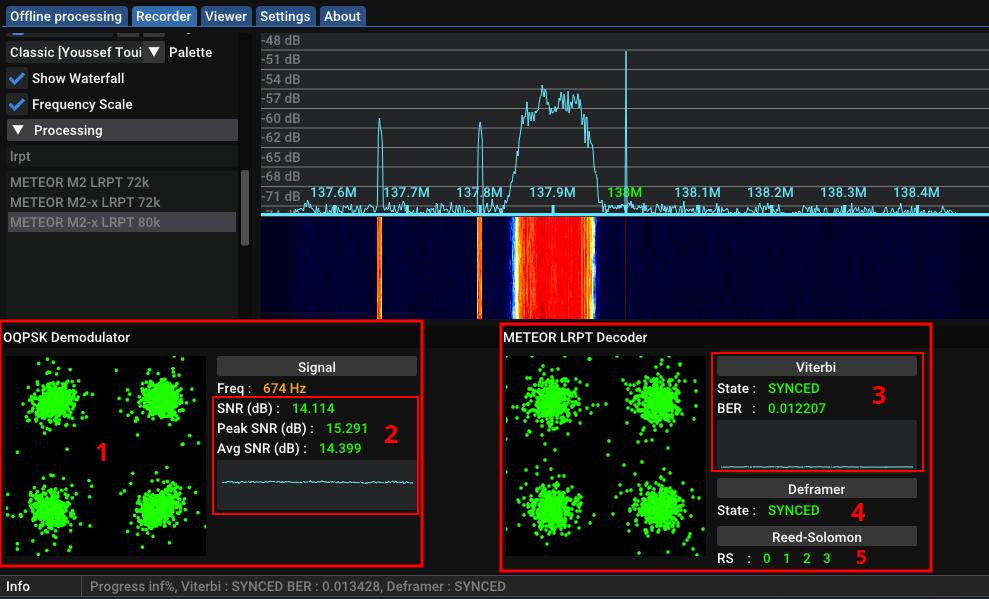 Offline processing Recorder Viewer Settings About
Classic [Youssef Toui Palette
Show Waterfall
Frequency Scale
Processing
lrpt
METEOR M2 LRPT 72k
METEOR M2-x LRPT 72k
METEOR M2-x LRPT 80k
-48 dB
-51 dB
-54 dB
-57 dB
-60 dB
-62 dB
-65 dB
-68 dB
-71 dB
137.6M 137.7M 137.8M 137.9M 138M 138.1M 138.2M 138.3M 138.4M
OQPSK Demodulator
1
Signal
Freq : 674 Hz
SNR (dB) : 14.114
Peak SNR (dB) : 15.291
Avg SNR (dB) : 14.399
2
METEOR LRPT Decoder
Viterbi
State : SYNCED
BER : 0.012207
3
Deframer
State : SYNCED
4
Reed-Solomon
RS : 0 1 2 3
5
Info Progress inf%, Viterbi : SYNCED BER : 0.013428, Deframer : SYNCED